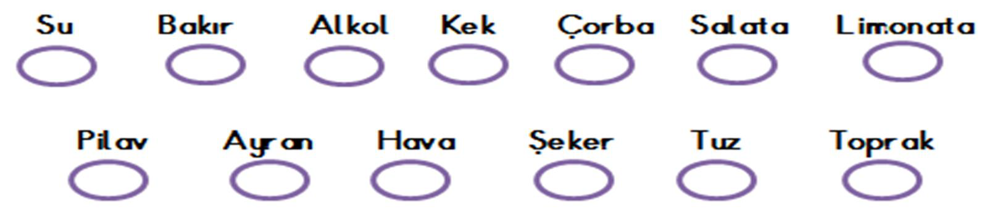 Su Bakır Alkol Kek Çorba Salata Limonata
Pilav Ayran Hava Şeker Tuz Toprak